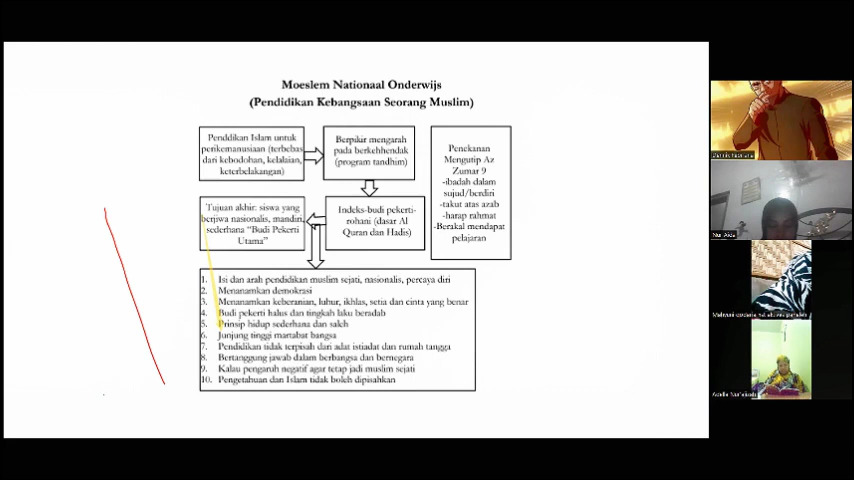 Moeslem Nationaal Onderwijs
(Pendidikan Kebangsaan Seorang Muslim)
Penddikan Islam untuk
perikemanusiaan (terbebas
dari kebodohan, kelalaian,
keterbelakangan)
Berpikir mengarah
pada berkehhendak
(program tandhim)
Penekanan
Mengutip Az
Zumar 9
-ibadah dalam
sujud/berdiri
-takut atas azab
-harap rahmat
-Berakal mendapat
pelajaran
Tujuan akhir: siswa yang
berjiwa nasionalis, mandiri,
sederhana "Budi Pekerti
Utama"
Indeks-budi pekerti-
rohani (dasar Al
Quran dan Hadis)
1. Isi dan arah pendidikan muslim sejati, nasionalis, percaya diri
2. Menanamkan demokrasi
3. Menanamkan keberanian, luhur, ikhlas, setia dan cinta yang benar
4. Budi pekerti halus dan tingkah laku beradab
5. Prinsip hidup sederhana dan saleh
6. Junjung tinggi martabat bangsa
7. Pendidikan tidak terpisah dari adat istiadat dan rumah tangga
8. Bertanggung jawab dalam berbangsa dan bernegara
9. Kalau pengaruh negatif agar tetap jadi muslim sejati
10. Pengetahuan dan Islam tidak boleh dipisahkan
Nur Aida